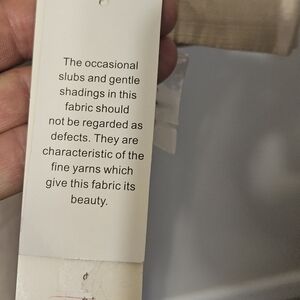 The occasional
slubs and gentle
shadings in this
fabric should
not be regarded as
defects. They are
characteristic of the
fine yarns which
give this fabric its
beauty.